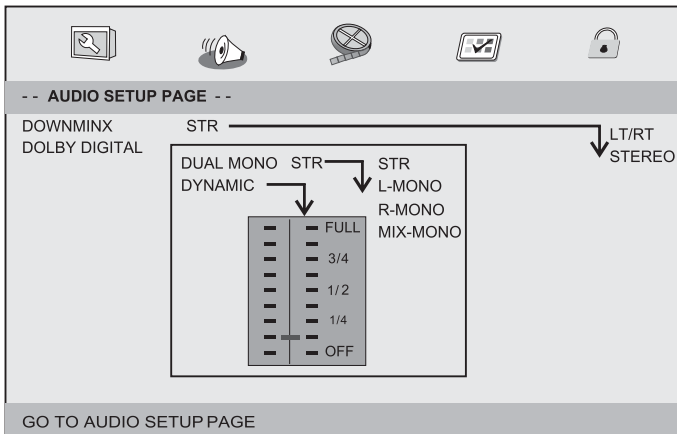 - - AUDIO SETUP PAGE - -
DOWNMINX STR LT/RT
DOLBY DIGITAL STEREO
DUAL MONO STR STR
DYNAMIC L-MONO
R-MONO
MIX-MONO
FULL
3/4
1/2
1/4
OFF
GO TO AUDIO SETUP PAGE